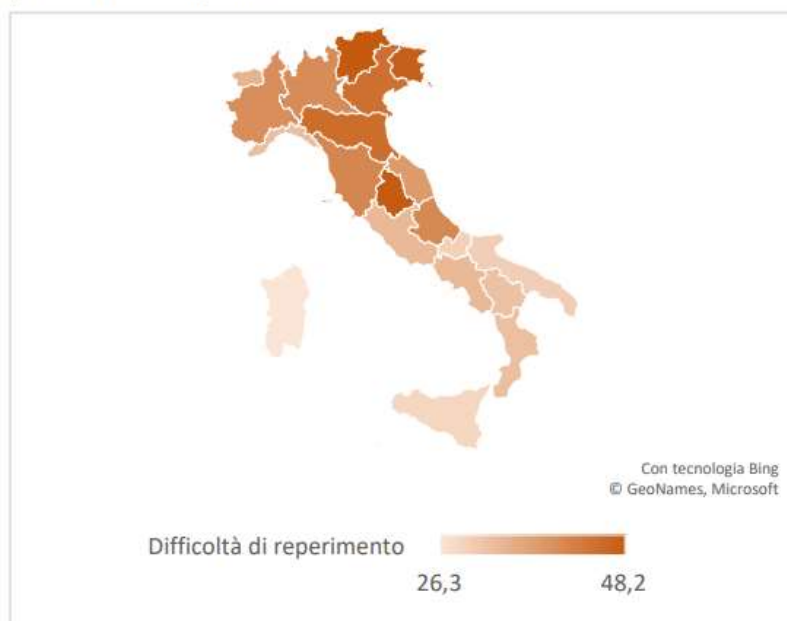 Con tecnologia Bing
© GeoNames, Microsoft
Difficoltà di reperimento
26,3 48,2